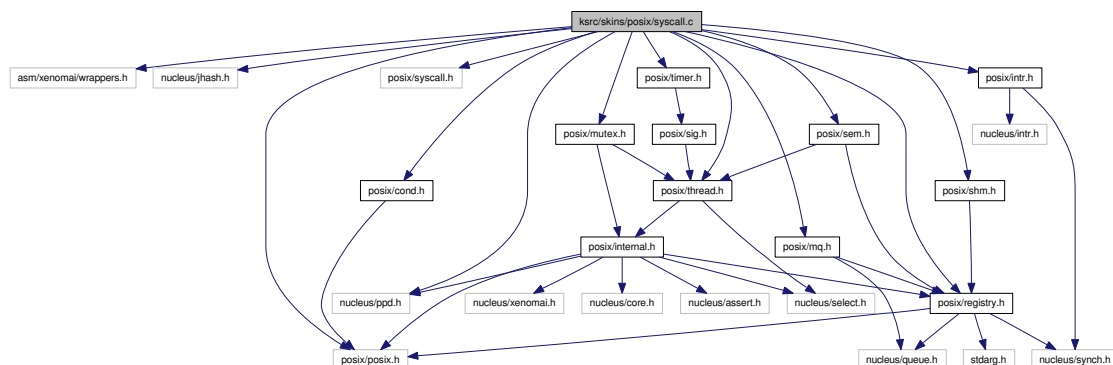 ksrc/skins/posix/syscall.c
asm/xenomai/wrappers.h
nucleus/jhash.h
posix/syscall.h
posix/timer.h
posix/intr.h
posix/mutex.h
posix/sig.h
posix/sem.h
nucleus/intr.h
posix/cond.h
posix/thread.h
posix/shm.h
posix/internal.h
posix/mq.h
nucleus/ppd.h
nucleus/xenomai.h
nucleus/core.h
nucleus/assert.h
nucleus/select.h
posix/registry.h
posix/posix.h
nucleus/queue.h
stdarg.h
nucleus/synch.h